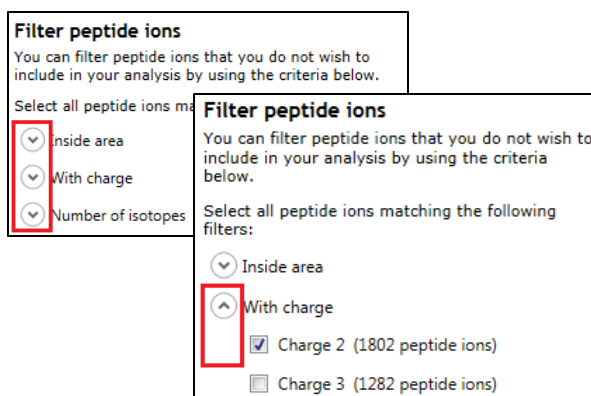 Filter peptide ions
You can filter peptide ions that you do not wish to
include in your analysis by using the criteria below.
Select all peptide ions ma
Inside area
With charge
Number of isotopes
Filter peptide ions
You can filter peptide ions that you do not wish to
include in your analysis by using the criteria
below.
Select all peptide ions matching the following
filters:
Inside area
With charge
Charge 2 (1802 peptide ions)
Charge 3 (1282 peptide ions)